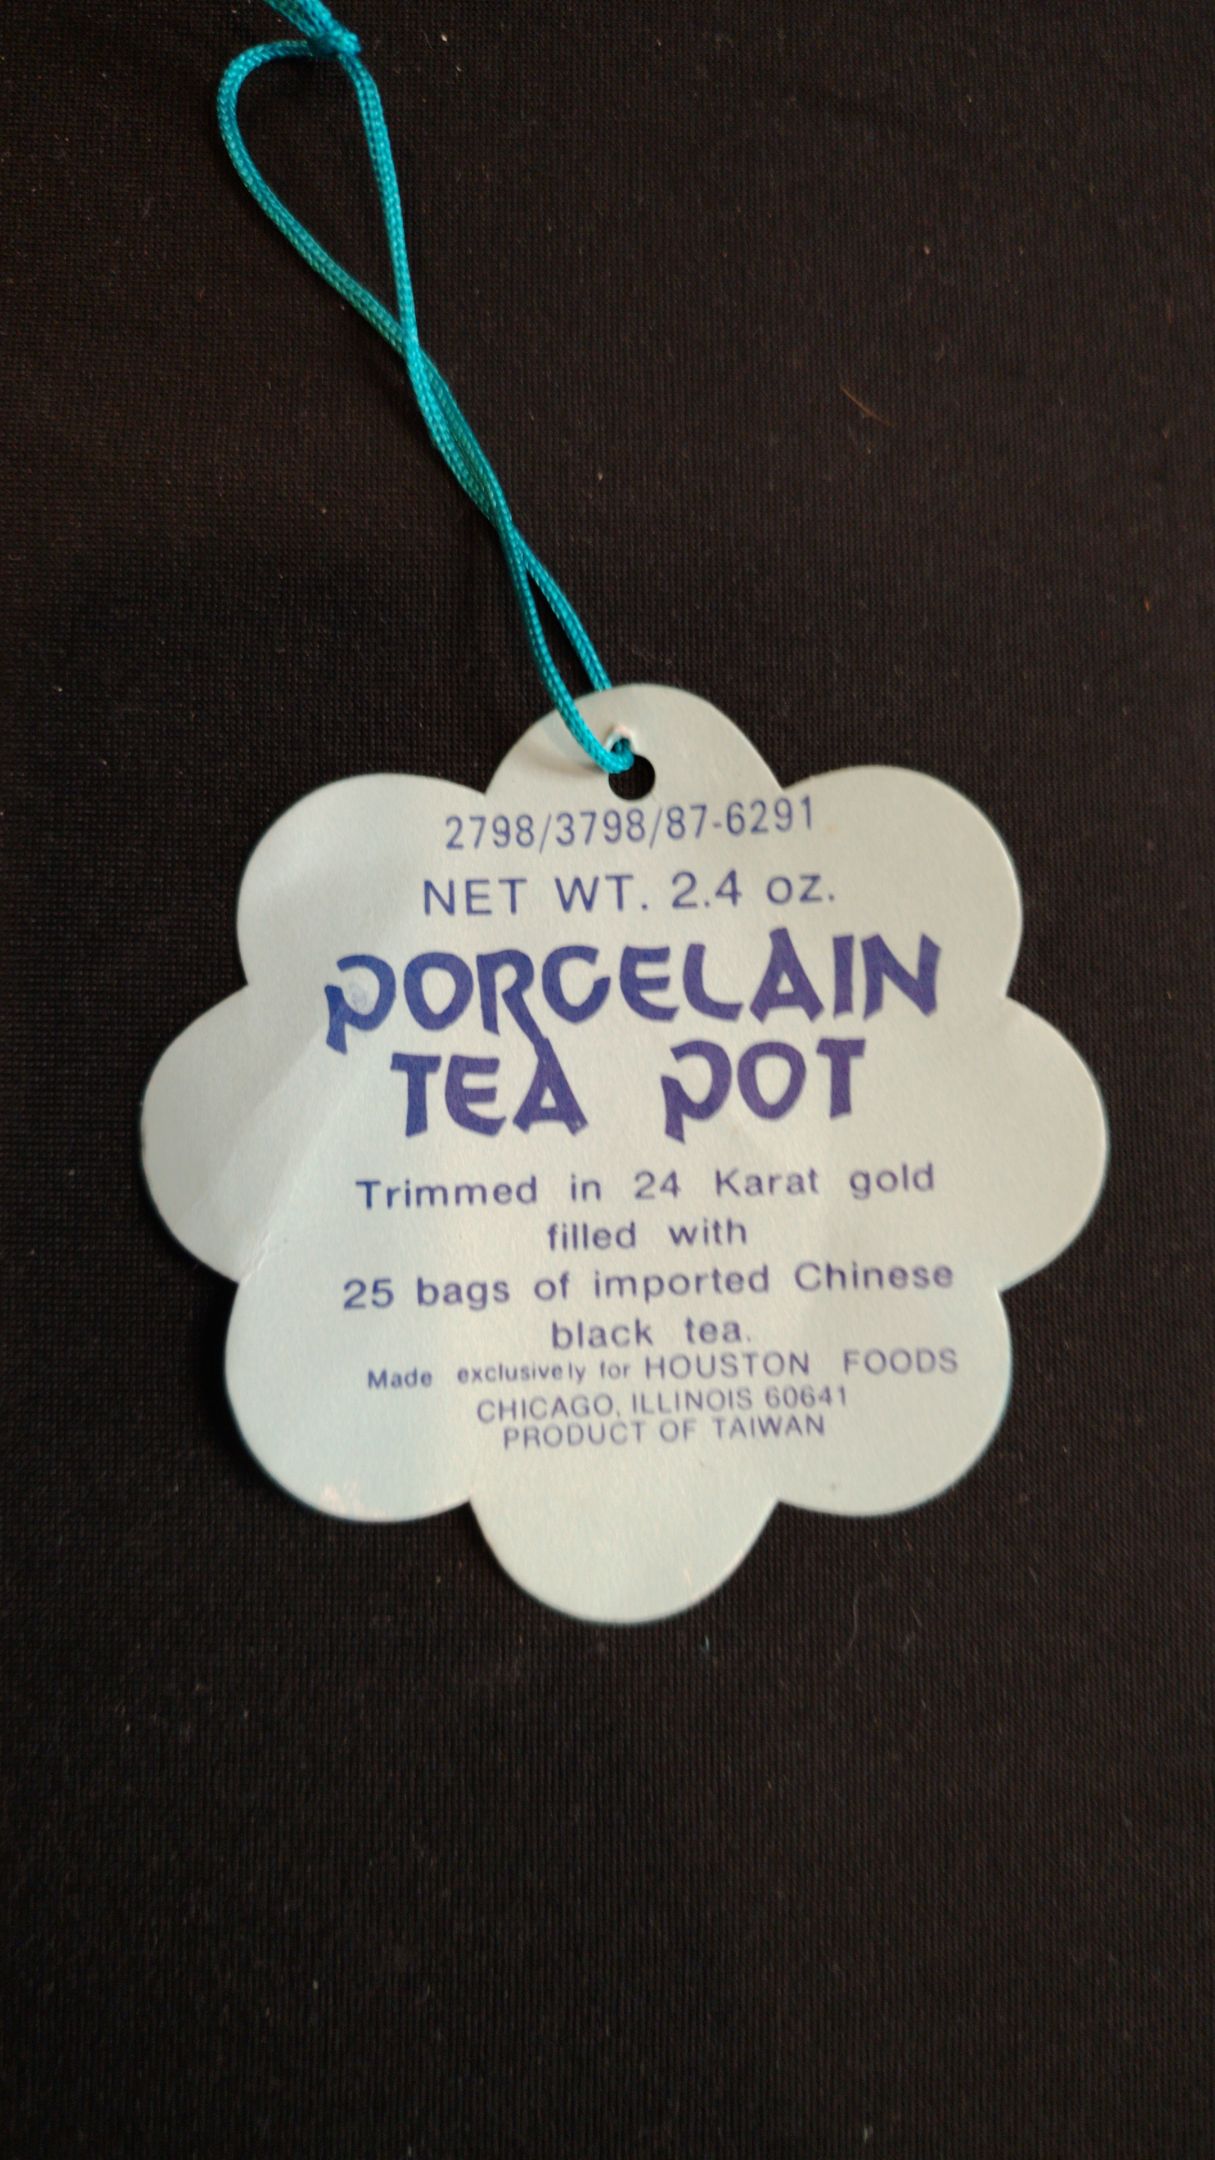 2798/3798/87-6291
NET WT. 2.4 oz.
PORCELAIN
TEA POT
Trimmed in 24 Karat gold
filled with
25 bags of imported Chinese
black tea.
Made exclusively for HOUSTON FOODS
CHICAGO, ILLINOIS 60641
PRODUCT OF TAIWAN